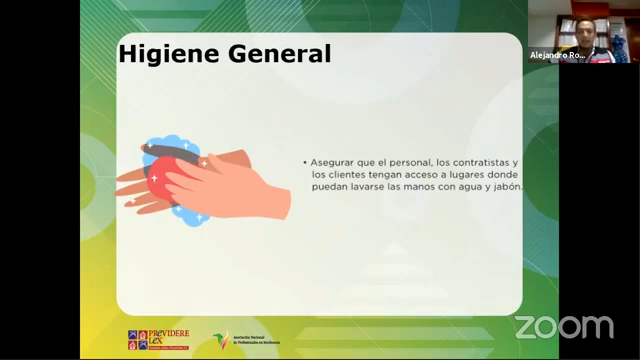 Higiene General
Alejandro Ro...
• Asegurar que el personal, los contratistas y
los clientes tengan acceso a lugares donde
puedan lavarse las manos con agua y jabón.
PREVIDERE
Asociación Nacional
de Profesionales en Resiliencia
zoom